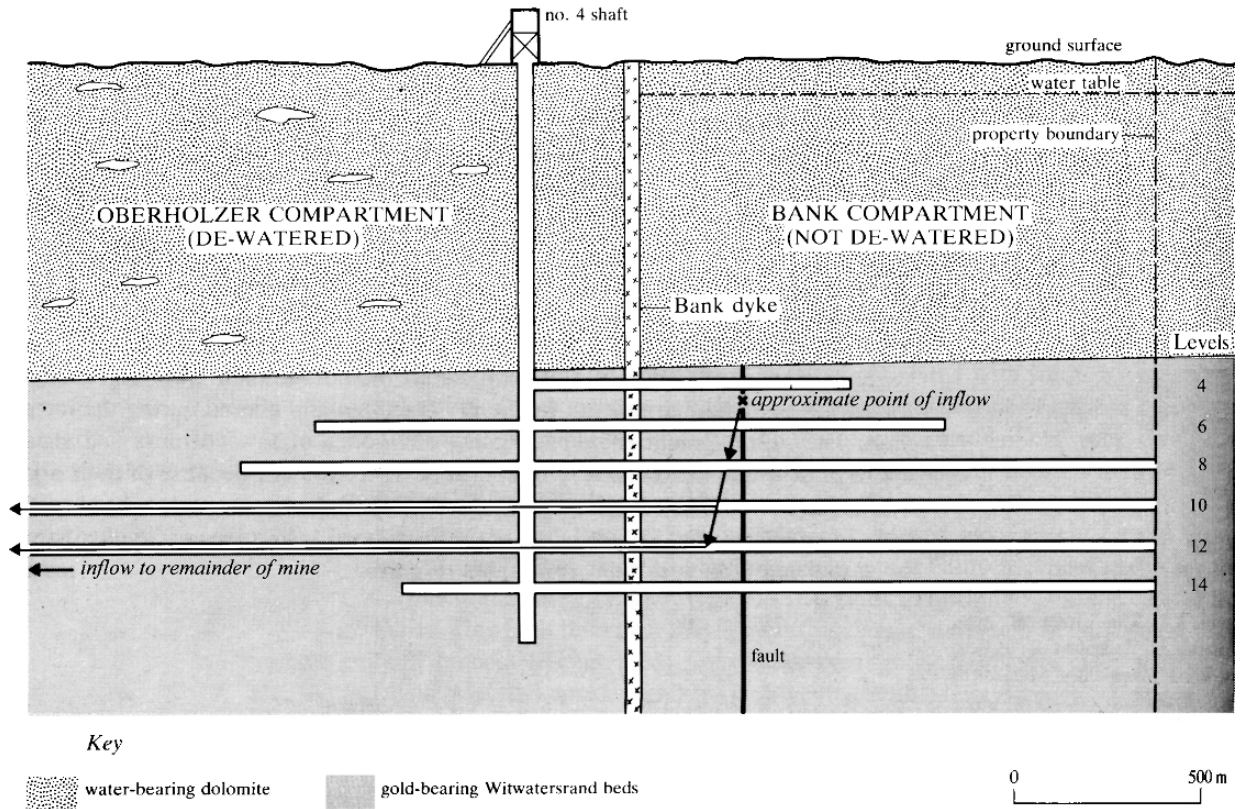 no. 4 shaft
ground surface
water table
property boundary
OBERHOLZER COMPARTMENT
(DE-WATERED)
BANK COMPARTMENT
(NOT DE-WATERED)
Bank dyke
Levels
4
approximate point of inflow
6
8
10
12
inflow to remainder of mine
14
fault
Key
water-bearing dolomite
gold-bearing Witwatersrand beds
0
500 m